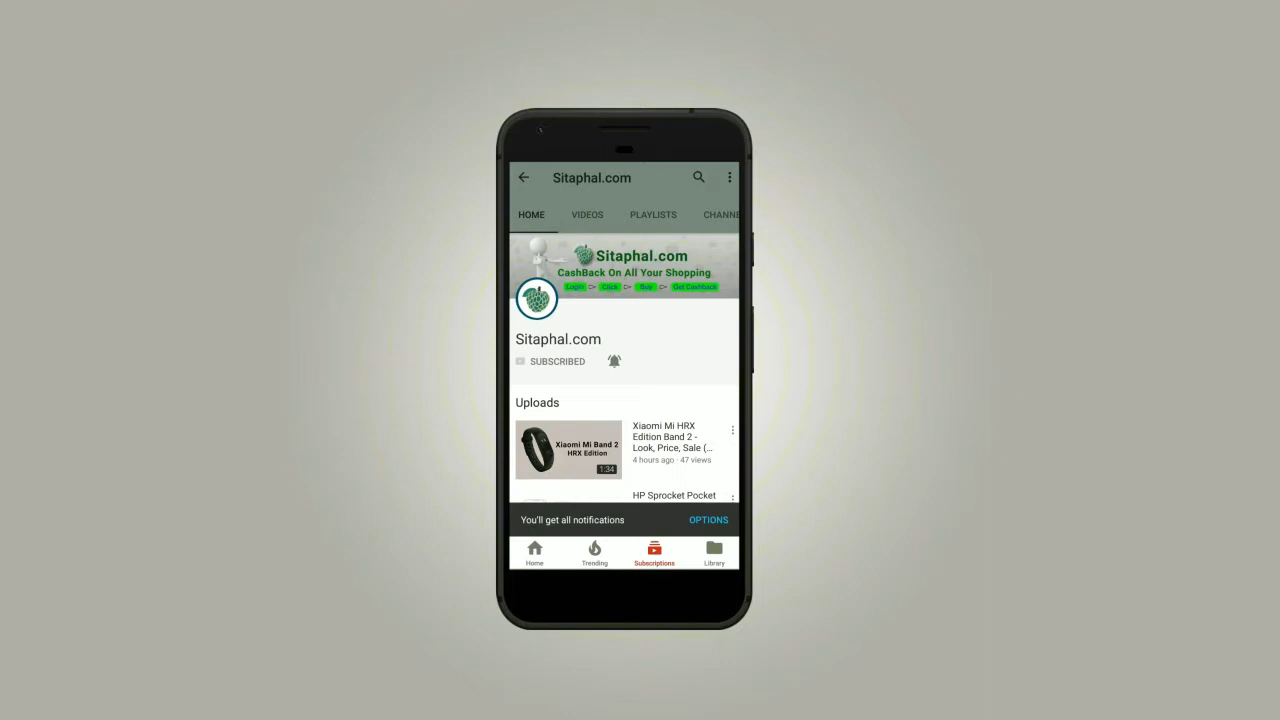 Sitaphal.com
HOME VIDEOS PLAYLISTS CHANNE
Sitaphal.com
CashBack On All Your Shopping
Login Click Buy Get Cashback
Sitaphal.com
SUBSCRIBED
Uploads
Xiaomi Mi Band 2
HRX Edition
1:34
Xiaomi Mi HRX
Edition Band 2 -
Look, Price, Sale (...
4 hours ago · 47 views
HP Sprocket Pocket
You'll get all notifications OPTIONS
Home Trending Subscriptions Library